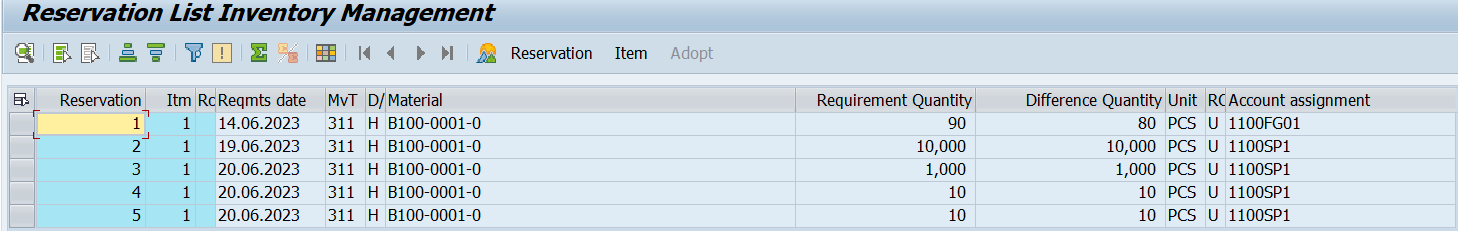 Reservation List Inventory Management
Reservation Item Adopt
Reservation Itm Rc Reqmts date MvT D/ Material Requirement Quantity Difference Quantity Unit RC Account assignment
1 1 14.06.2023 311 H B100-0001-0 90 80 PCS U 1100FG01
2 1 19.06.2023 311 H B100-0001-0 10,000 10,000 PCS U 1100SP1
3 1 20.06.2023 311 H B100-0001-0 1,000 1,000 PCS U 1100SP1
4 1 20.06.2023 311 H B100-0001-0 10 10 PCS U 1100SP1
5 1 20.06.2023 311 H B100-0001-0 10 10 PCS U 1100SP1